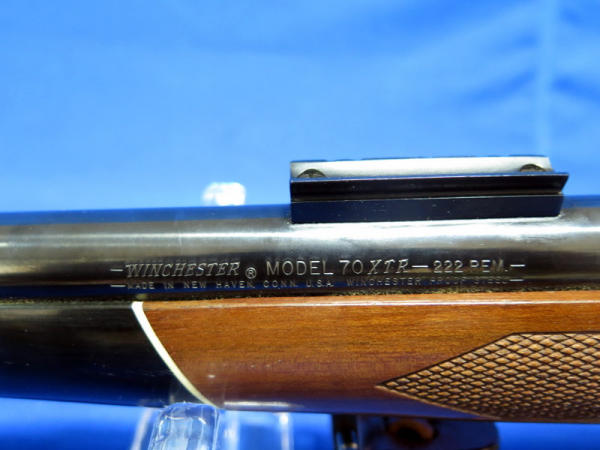 -WINCHESTER® MODEL 70 XTR-222 REM.-
-MADE IN NEW HAVEN, CONN. U.S.A. WINCHESTER PROOF STEEL-